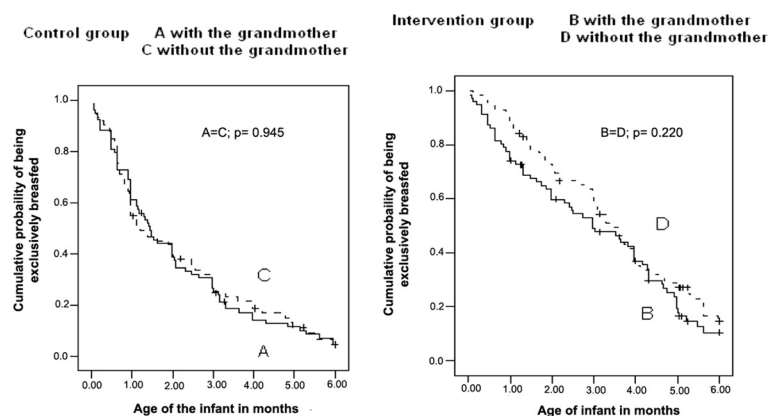 Control group A with the grandmother
C without the grandmother
A=C; p= 0.945
Cumulative probaility of being
exclusively breasfed
1.0
0.8
0.6
0.4
0.2
0.0
C
A
0.00 1.00 2.00 3.00 4.00 5.00 6.00
Age of the infant in months
Intervention group B with the grandmother
D without the grandmother
B=D; p= 0.220
Cumulative probability of being
exclusively breastfed
1.0
0.8
0.6
0.4
0.2
0.0
D
B
0.00 1.00 2.00 3.00 4.00 5.00 6.00
Age of infant in months